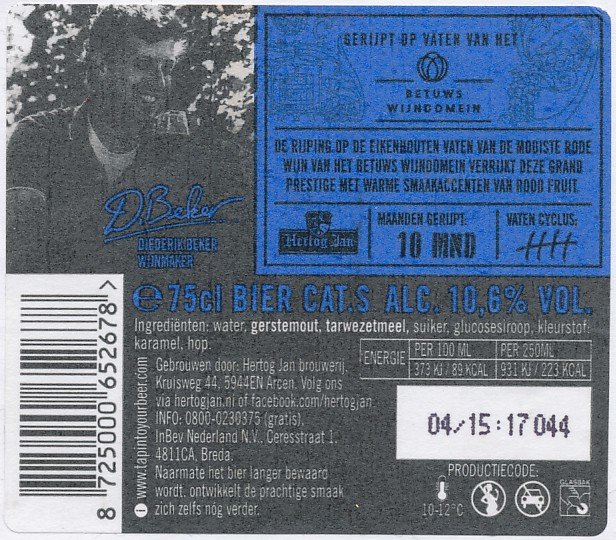 GERIJPT OP VATEN VAN HET
BETUWS
WIJNDOMEIN
DE RIJPING OP DE EIKENHOUTEN VATEN VAN DE MOOISTE RODE
WIJN VAN HET BETUWS WIJNDOMEIN VERRIJKT DEZE GRAND
PRESTIGE MET WARME SMAAKACCENTEN VAN ROOD FRUIT.
D. Beker
DIEDERIK BEKER
WIJNMAKER
Hertog Jan
MAANDEN GERIJPT:
10 MND
VATEN CYCLUS:
e 75cl BIER CAT.S ALC. 10,6% VOL.
Ingrediënten: water, gerstemout, tarwezetmeel, suiker, glucosesiroop, kleurstof:
karamel, hop.
ENERGIE
PER 100 ML
PER 250ML
373 KJ / 89 KCAL
931 KJ / 223 KCAL
Gebrouwen door: Hertog Jan brouwerij.
Kruisweg 44, 5944EN Arcen. Volg ons
via hertogjan.nl of facebook.com/hertogjan
INFO: 0800-0230375 (gratis).
InBev Nederland N.V., Ceresstraat 1,
4811CA, Breda.
Naarmate het bier langer bewaard
wordt, ontwikkelt de prachtige smaak
zich zelfs nóg verder.
www.tapintoyourbeer.com
8 725000 652678 >
04/15:17 044
PRODUCTIECODE:
10-12°C
GLASBAK